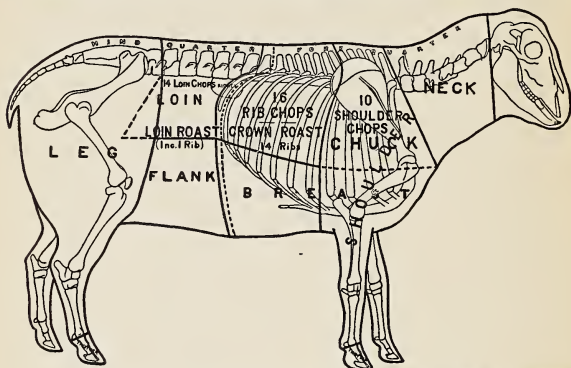 HIND QUARTER
FORE QUARTER
14 LOIN CHOPS
LOIN
LOIN ROAST
(Inc.1 Rib)
16
RIB CHOPS
CROWN ROAST
14 Ribs
10
SHOULDER
CHOPS
CHUCK
NECK
LEG
FLANK
BREAST
SHOULDER